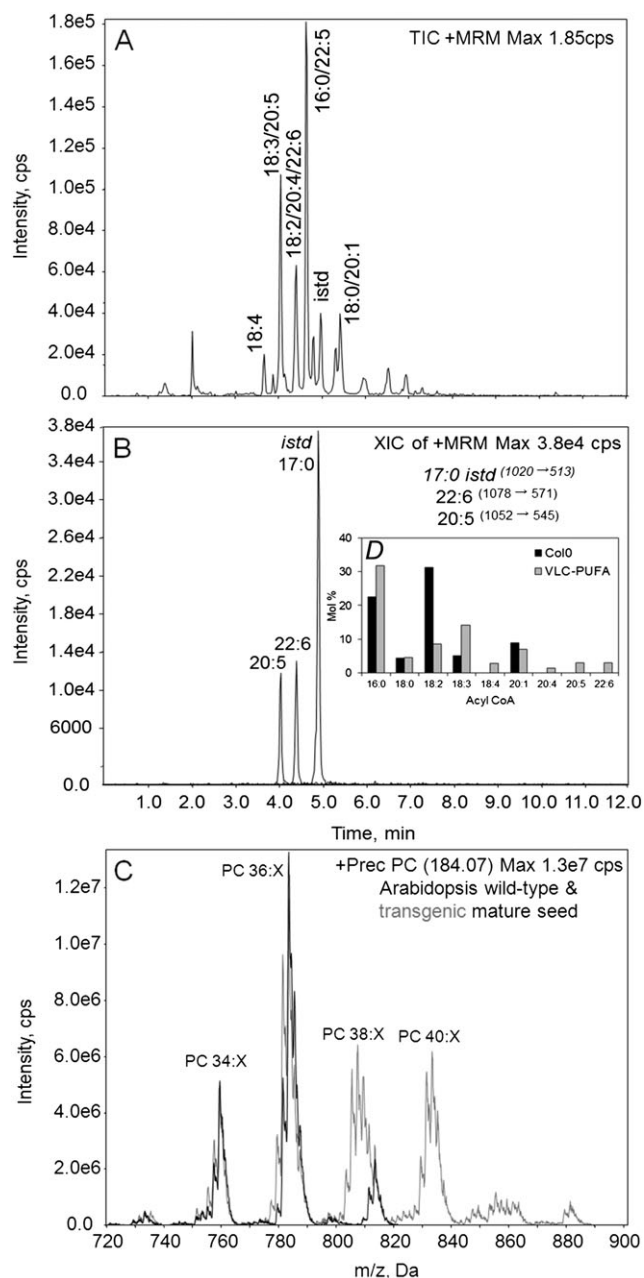 A
TIC +MRM Max 1.85cps
Intensity, cps
1.8e5
1.6e5
1.4e5
1.2e5
1.0e5
8.0e4
6.0e4
4.0e4
2.0e4
0.0
18:4
18:3/20:5
18:2/20:4/22:6
16:0/22:5
istd
18:0/20:1
B
XIC of +MRM Max 3.8e4 cps
17:0 istd (1020→513)
22:6 (1078→571)
20:5 (1052→545)
Intensity, cps
3.8e4
3.4e4
3.0e4
2.6e4
2.2e4
1.8e4
1.4e4
1.0e4
6000
0.0
istd
17:0
20:5
22:6
D
Col0
VLC-PUFA
Mol %
40
30
20
10
0
16:0 18:0 18:2 18:3 18:4 20:1 20:4 20:5 22:6
Acyl CoA
1.0 2.0 3.0 4.0 5.0 6.0 7.0 8.0 9.0 10.0 11.0 12.0
Time, min
C
+Prec PC (184.07) Max 1.3e7 cps
Arabidopsis wild-type &
transgenic mature seed
Intensity, cps
1.2e7
1.0e7
8.0e6
6.0e6
4.0e6
2.0e6
0.0
PC 34:X
PC 36:X
PC 38:X
PC 40:X
720 740 760 780 800 820 840 860 880 900
m/z, Da